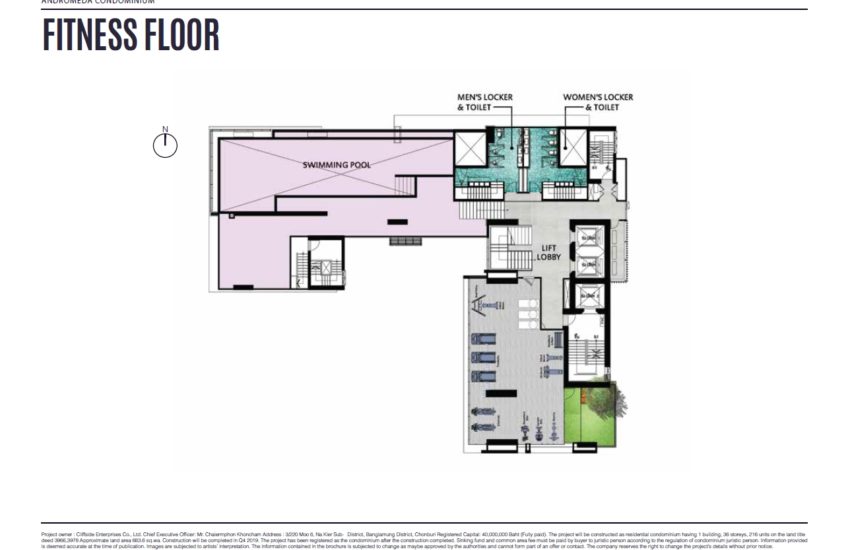 ANDROMEDA CONDOMINIUM
FITNESS FLOOR
MEN'S LOCKER
& TOILET
WOMEN'S LOCKER
& TOILET
N
SWIMMING POOL
LIFT
LOBBY
Project owner : Cliffside Enterprises Co., Ltd. Chief Executive Officer: Mr. Chaiemphon Khoncham Address : 3/220 Moo 6, Na Kler Sub- District, Banglamung District, Chonburi Registered Capital: 40,000,000 Baht (Fully paid). The project will be constructed as residential condominium having 1 building, 36 storeys, 216 units on the land title
deed 3966,3976 Approximate land area 683.6 sq.wa. Construction will be completed in Q4 2019. The project has been registered as the condominium after the construction completed. Sinking fund and common area fee must be paid by buyer to juristic person according to the regulation of condominium juristic person. Information provided
is deemed accurate at the time of publication. Images are subjected to artists' interpretation. The information contained in the brochure is subjected to change as maybe approved by the authorities and cannot form part of an offer or contact. The company reserves the right to change the project's details without prior notice.